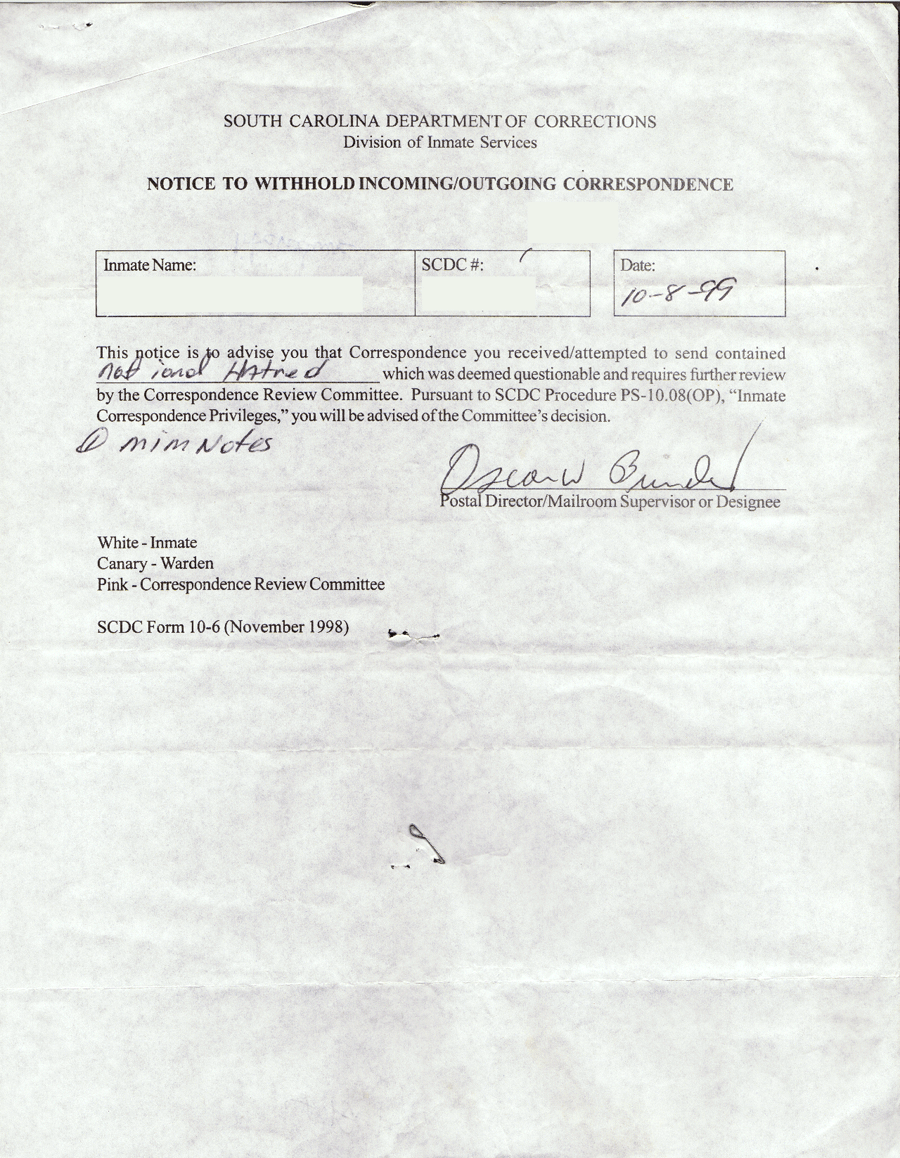 SOUTH CAROLINA DEPARTMENT OF CORRECTIONS
Division of Inmate Services
NOTICE TO WITHHOLD INCOMING/OUTGOING CORRESPONDENCE
Inmate Name:
SCDC #:
Date:
10-8-99
This notice is to advise you that Correspondence you received/attempted to send contained
National Hatred which was deemed questionable and requires further review
by the Correspondence Review Committee. Pursuant to SCDC Procedure PS-10.08(OP), “Inmate
Correspondence Privileges,” you will be advised of the Committee’s decision.
① mim Notes
Postal Director/Mailroom Supervisor or Designee
White - Inmate
Canary - Warden
Pink - Correspondence Review Committee
SCDC Form 10-6 (November 1998)